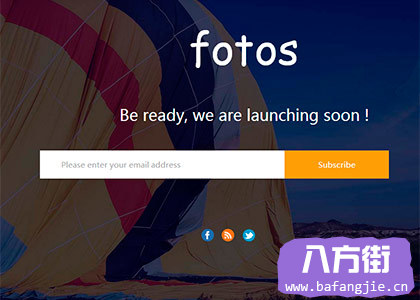 fotos
Be ready, we are launching soon !
Please enter your email address
Subscribe
八方街
www.bafangjie.cn